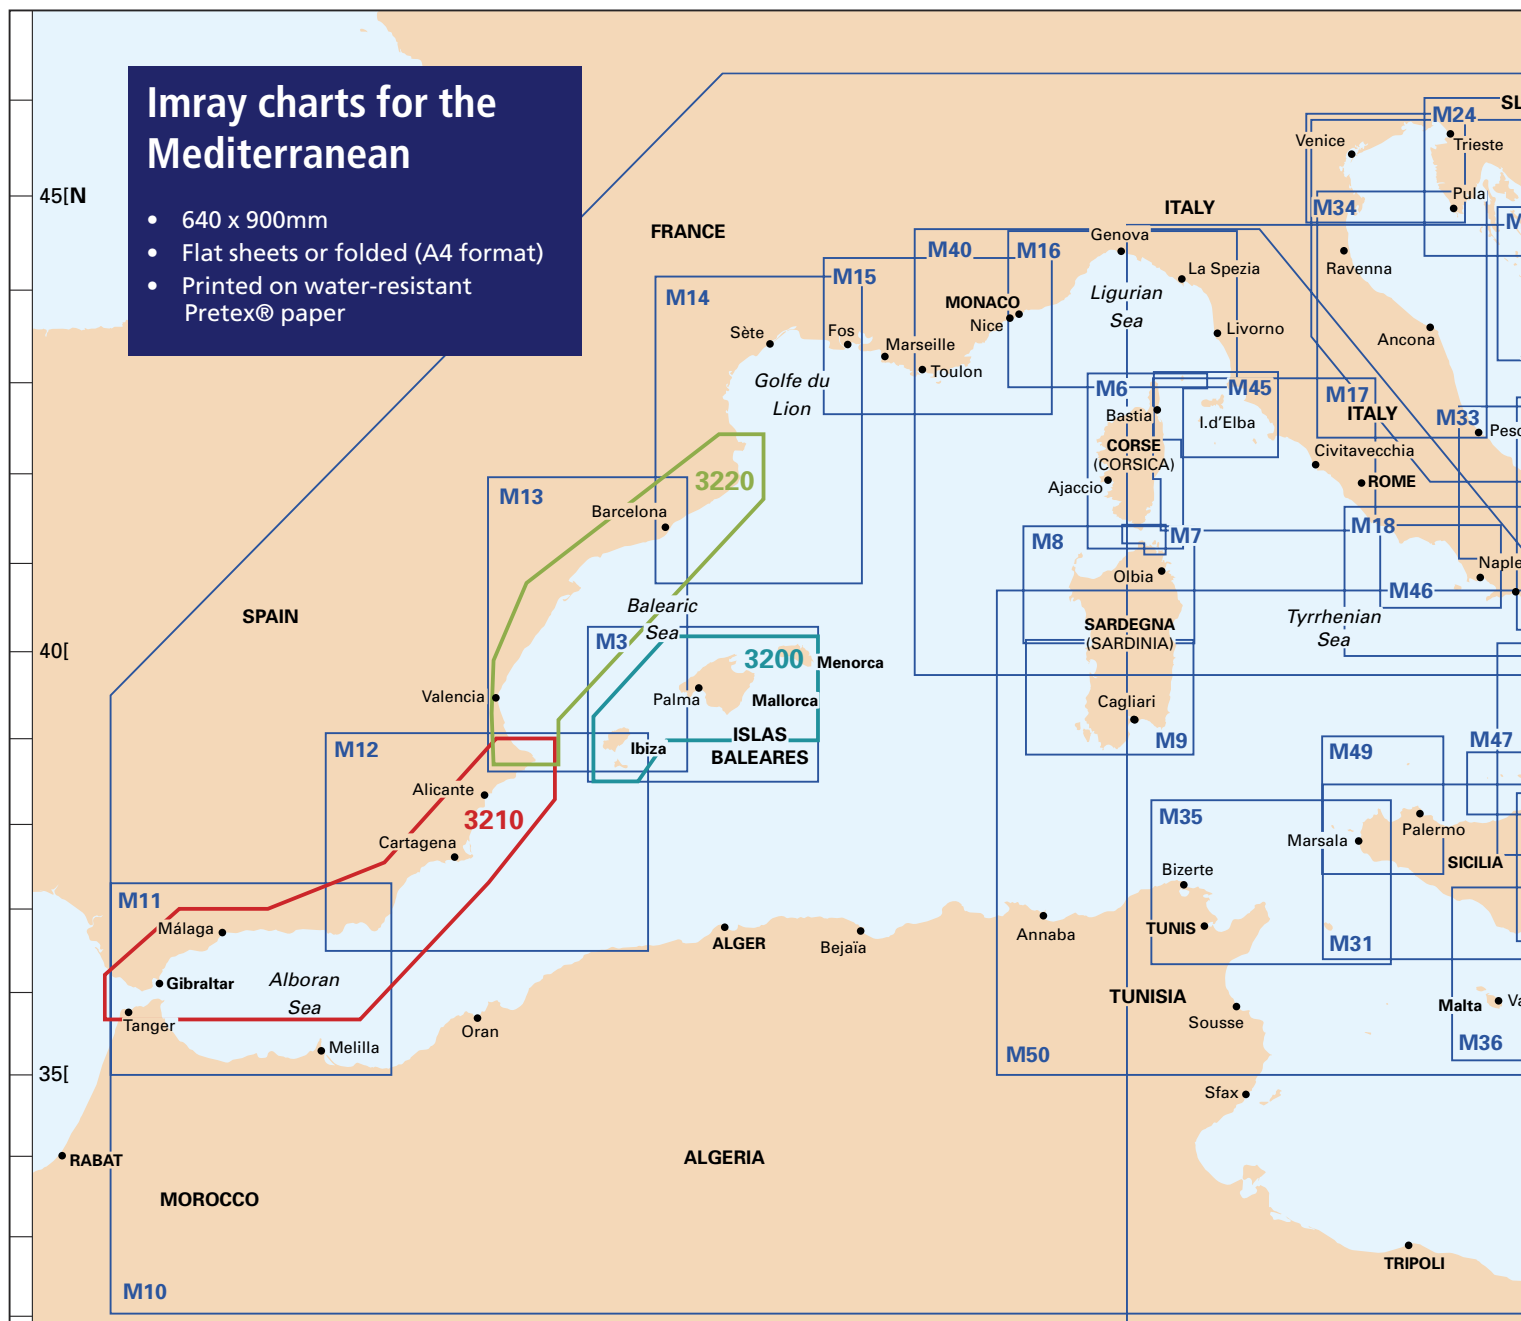 Imray charts for the
Mediterranean
• 640 x 900mm
• Flat sheets or folded (A4 format)
• Printed on water-resistant
Pretex® paper
SL
M24
Venice
Trieste
45[N
Pula
M34
ITALY
M
FRANCE
Genova
M40
M16
Ravenna
La Spezia
M15
M14
Ligurian
Sea
MONACO
Nice
Sète
Fos
Livorno
Marseille
Ancona
Toulon
Golfe du
Lion
M6
M45
M17
Bastia
I.d'Elba
ITALY
M33
Pesc
CORSE
(CORSICA)
Civitavecchia
3220
Ajaccio
ROME
M13
Barcelona
M18
M8
M7
Naple
Olbia
M46
Balearic
Sea
SPAIN
Tyrrhenian
Sea
SARDEGNA
(SARDINIA)
M3
40[
3200
Menorca
Palma
Mallorca
Valencia
Cagliari
ISLAS
BALEARES
Ibiza
M9
M47
M12
M49
Alicante
3210
M35
Palermo
Cartagena
Marsala
SICILIA
Bizerte
M11
Málaga
TUNIS
Annaba
ALGER
Bejaïa
M31
Gibraltar
Alboran
Sea
TUNISIA
Malta
Va
Tanger
Oran
Sousse
Melilla
M50
M36
35[
Sfax
RABAT
ALGERIA
MOROCCO
TRIPOLI
M10